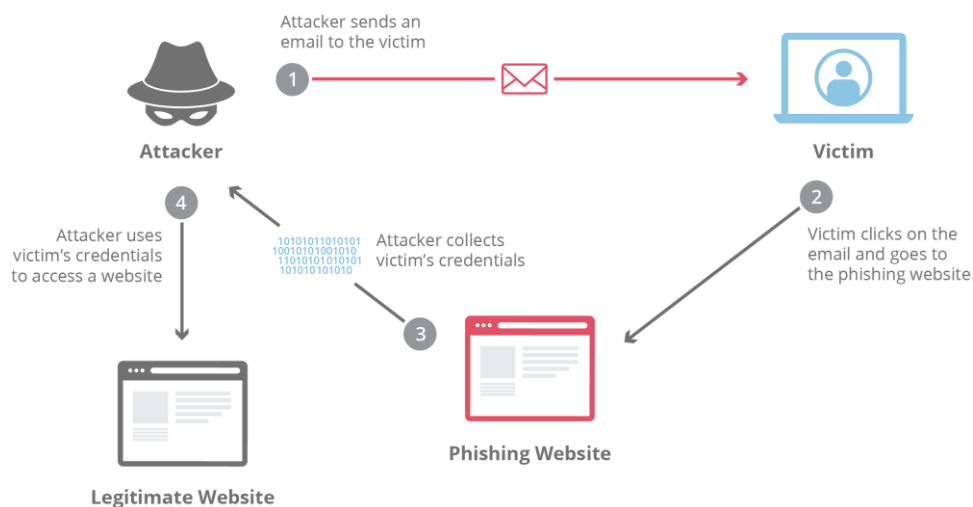 Attacker sends an
email to the victim
1
Attacker
Victim
4
2
Attacker uses
victim's credentials
to access a website
10101011010101
10010101001010
11010101010101
101010101010
Attacker collects
victim's credentials
Victim clicks on the
email and goes to
the phishing website
3
Phishing Website
Legitimate Website